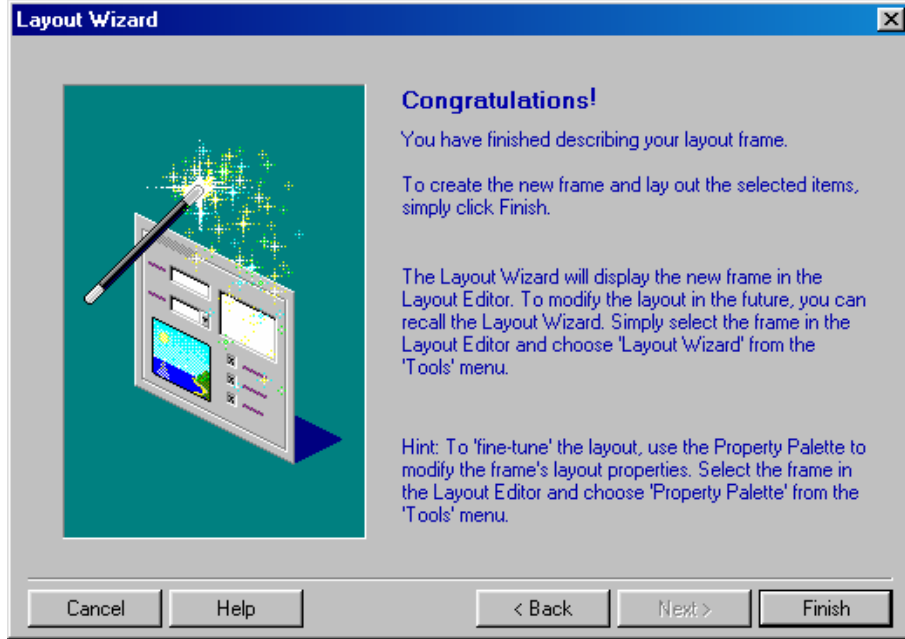 Layout Wizard
Congratulations!
You have finished describing your layout frame.
To create the new frame and lay out the selected items,
simply click Finish.
The Layout Wizard will display the new frame in the
Layout Editor. To modify the layout in the future, you can
recall the Layout Wizard. Simply select the frame in the
Layout Editor and choose 'Layout Wizard' from the
'Tools' menu.
Hint: To 'fine-tune' the layout, use the Property Palette to
modify the frame's layout properties. Select the frame in
the Layout Editor and choose 'Property Palette' from the
'Tools' menu.
Cancel Help < Back Next > Finish